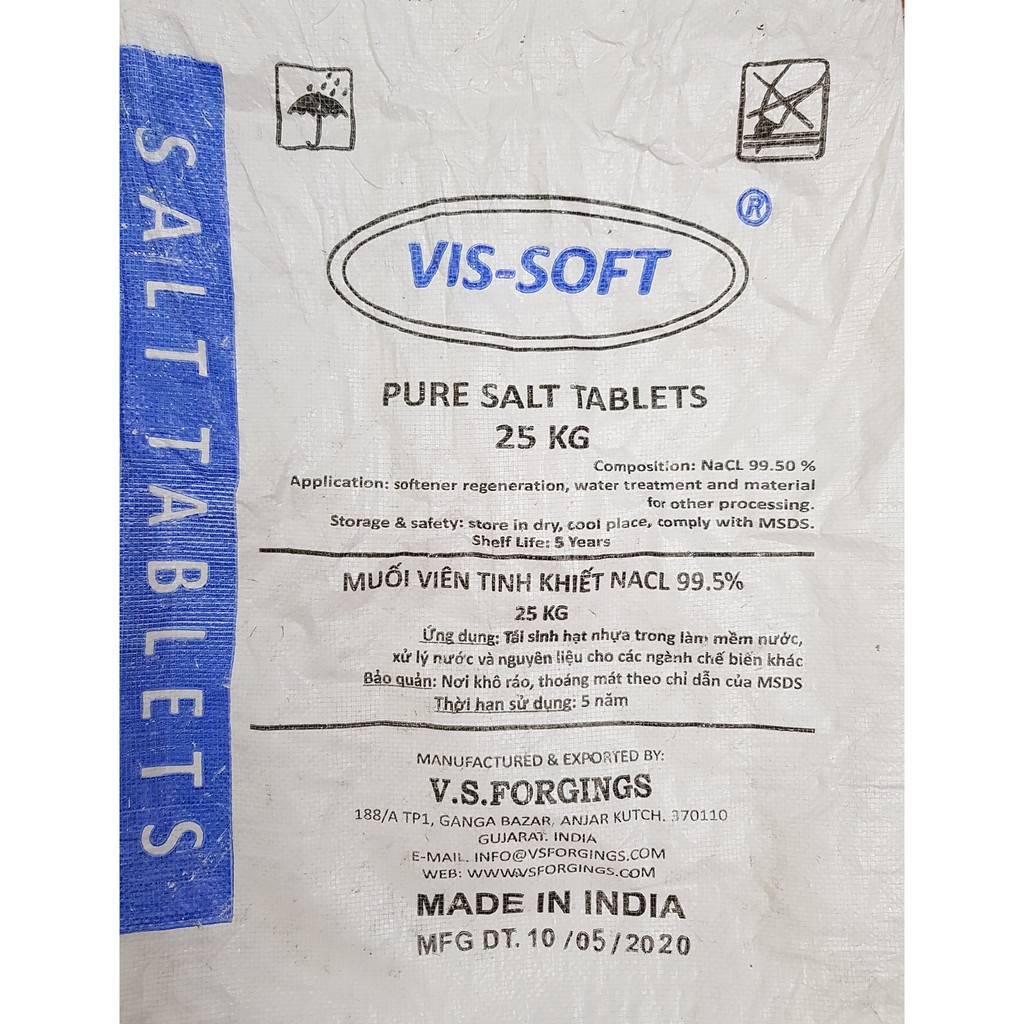 SALT TABLETS
VIS-SOFT
®
PURE SALT TABLETS
25 KG
Composition: NaCL 99.50 %
Application: softener regeneration, water treatment and material
for other processing.
Storage & safety: store in dry, cool place, comply with MSDS.
Shelf Life: 5 Years
MUỐI VIÊN TINH KHIẾT NACL 99.5%
25 KG
Ứng dụng: Tái sinh hạt nhựa trong làm mềm nước,
xử lý nước và nguyên liệu cho các ngành chế biến khác
Bảo quản: Nơi khô ráo, thoáng mát theo chỉ dẫn của MSDS
Thời hạn sử dụng: 5 năm
MANUFACTURED & EXPORTED BY:
V.S.FORGINGS
188/A TP1, GANGA BAZAR, ANJAR KUTCH. 370110
GUJARAT. INDIA
E-MAIL. INFO@VSFORGINGS.COM
WEB: WWW.VSFORGINGS.COM
MADE IN INDIA
MFG DT. 10/05/2020